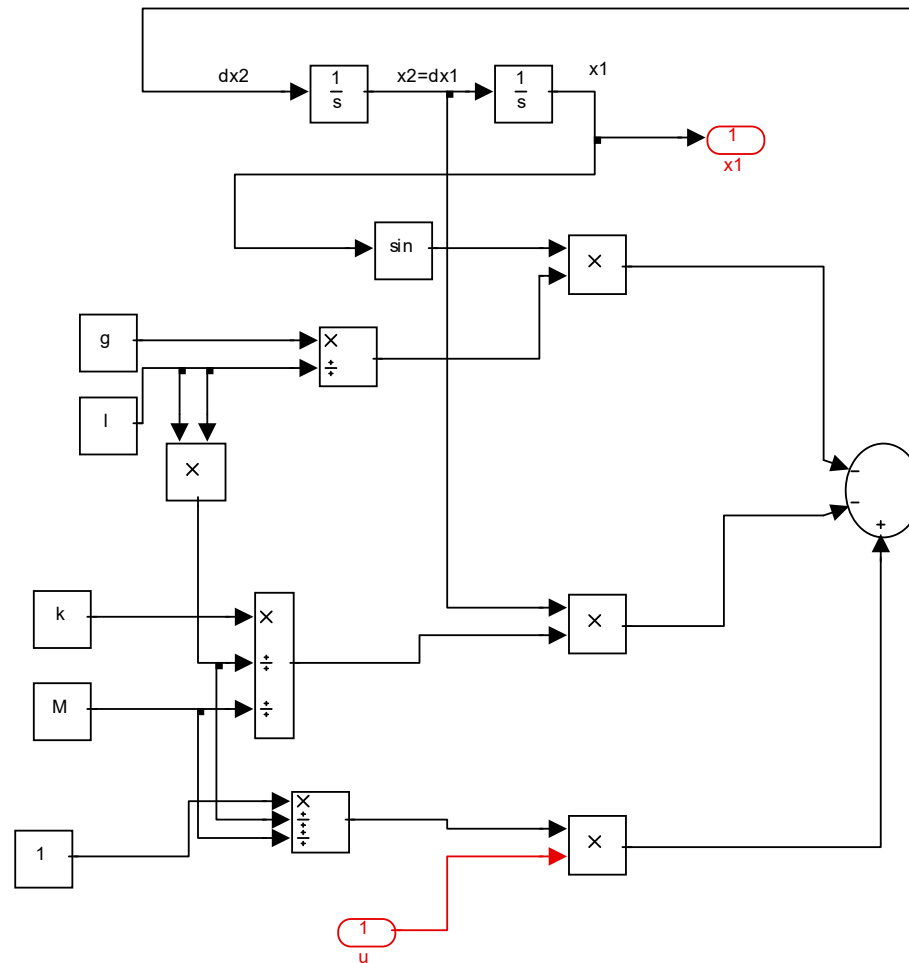 dx2
1
s
x2=dx1
1
s
x1
1
x1
sin
×
g
×
÷
l
×
−
−
+
k
×
÷
÷
×
M
1
×
÷
÷
×
1
u